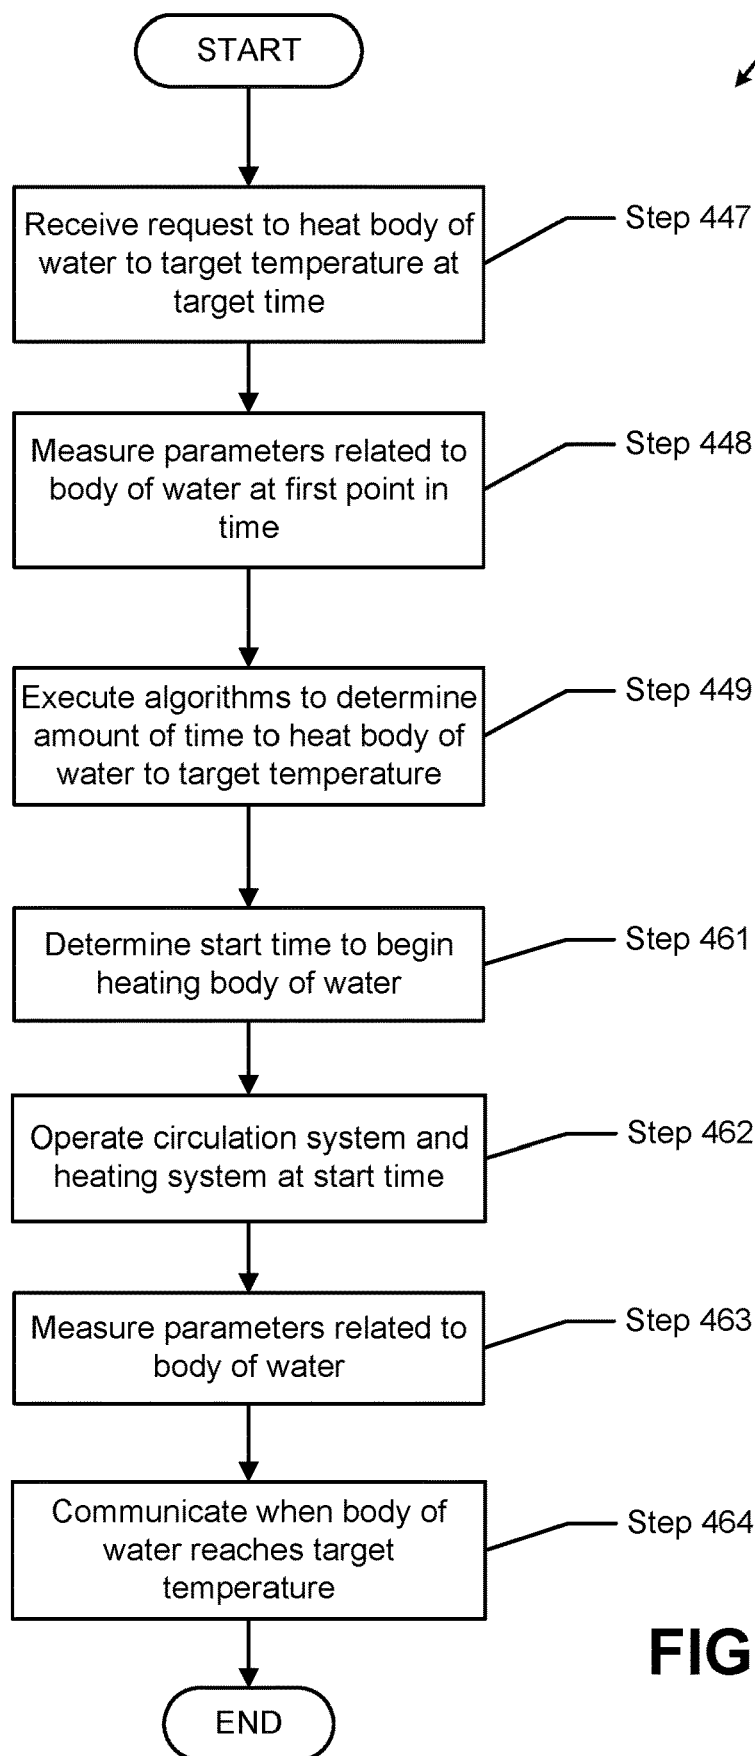 START
Receive request to heat body of
water to target temperature at
target time
Step 447
Measure parameters related to
body of water at first point in
time
Step 448
Execute algorithms to determine
amount of time to heat body of
water to target temperature
Step 449
Determine start time to begin
heating body of water
Step 461
Operate circulation system and
heating system at start time
Step 462
Measure parameters related to
body of water
Step 463
Communicate when body of
water reaches target
temperature
Step 464
FIG
END